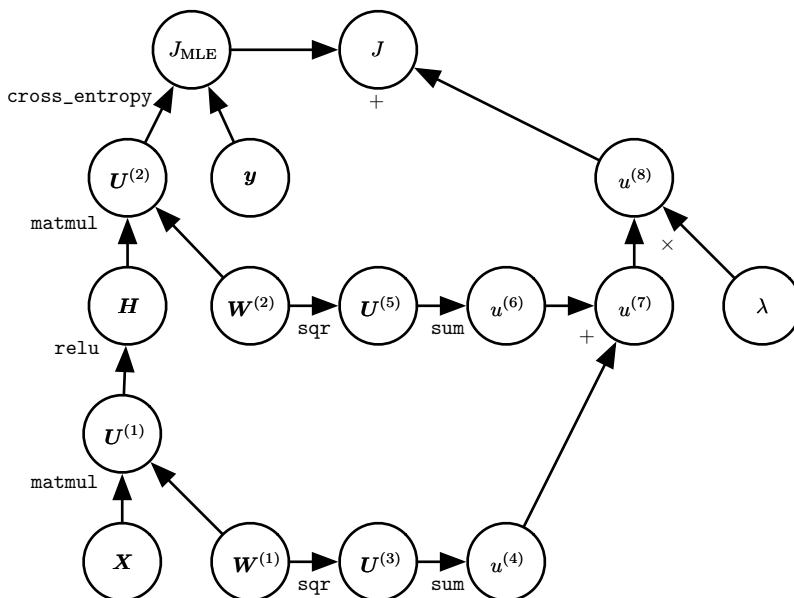 J_MLE J
cross_entropy +
U^(2) y u^(8)
matmul ×
H W^(2) U^(5) u^(6) u^(7) λ
relu sqr sum +
U^(1)
matmul
X W^(1) U^(3) u^(4)
sqr sum